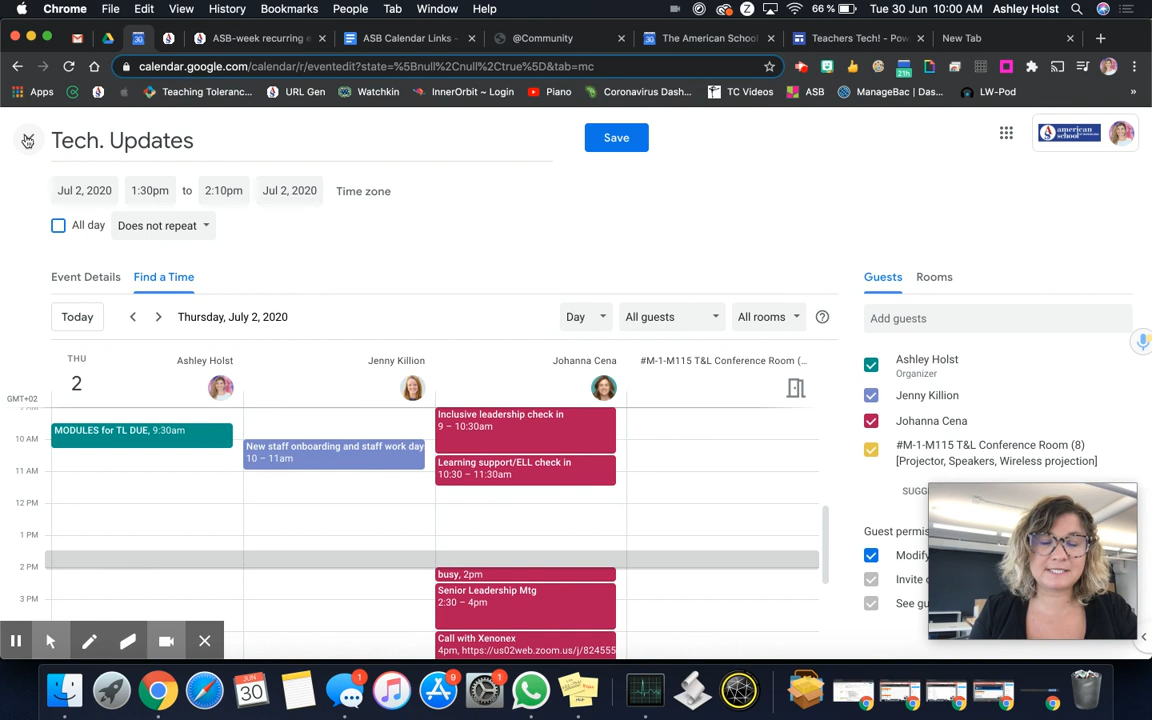 Chrome File Edit View History Bookmarks People Tab Window Help 66 % Tue 30 Jun 10:00 AM Ashley Holst
ASB-week recurring e ASB Calendar Links - @Community The American School Teachers Tech! - Pow New Tab
calendar.google.com/calendar/r/eventedit?state=%5Bnull%2Cnull%2Ctrue%5D&tab=mc
Apps Teaching Toleranc... URL Gen Watchkin InnerOrbit ~ Login Piano Coronavirus Dash... TC Videos ASB ManageBac | Das... LW-Pod »
Tech. Updates
Save
american school
Jul 2, 2020 1:30pm to 2:10pm Jul 2, 2020 Time zone
All day Does not repeat
Event Details Find a Time
Guests Rooms
Today Thursday, July 2, 2020 Day All guests All rooms
Add guests
THU
2
Ashley Holst Jenny Killion Johanna Cena #M-1-M115 T&L Conference Room (...
GMT+02
Ashley Holst
Organizer
Jenny Killion
Johanna Cena
#M-1-M115 T&L Conference Room (8)
[Projector, Speakers, Wireless projection]
SUGG
Guest permis
Modify
Invite o
See gu
10 AM
11 AM
12 PM
1 PM
2 PM
3 PM
MODULES for TL DUE, 9:30am
New staff onboarding and staff work day
10 – 11am
Inclusive leadership check in
9 – 10:30am
Learning support/ELL check in
10:30 – 11:30am
busy, 2pm
Senior Leadership Mtg
2:30 – 4pm
Call with Xenonex
4pm, https://us02web.zoom.us/j/824555